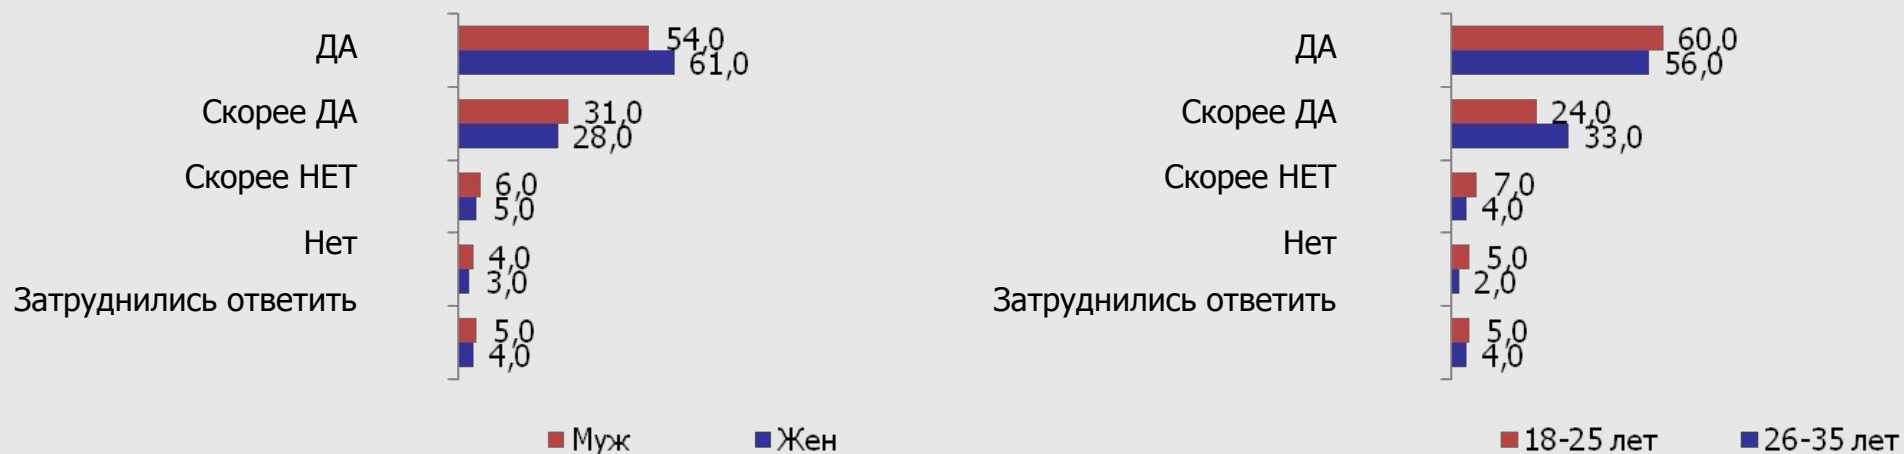 ДА
54,0
61,0
Скорее ДА
31,0
28,0
Скорее НЕТ
6,0
5,0
Нет
4,0
3,0
Затруднились ответить
5,0
4,0
Муж Жен
ДА
60,0
56,0
Скорее ДА
24,0
33,0
Скорее НЕТ
7,0
4,0
Нет
5,0
2,0
Затруднились ответить
5,0
4,0
18-25 лет 26-35 лет